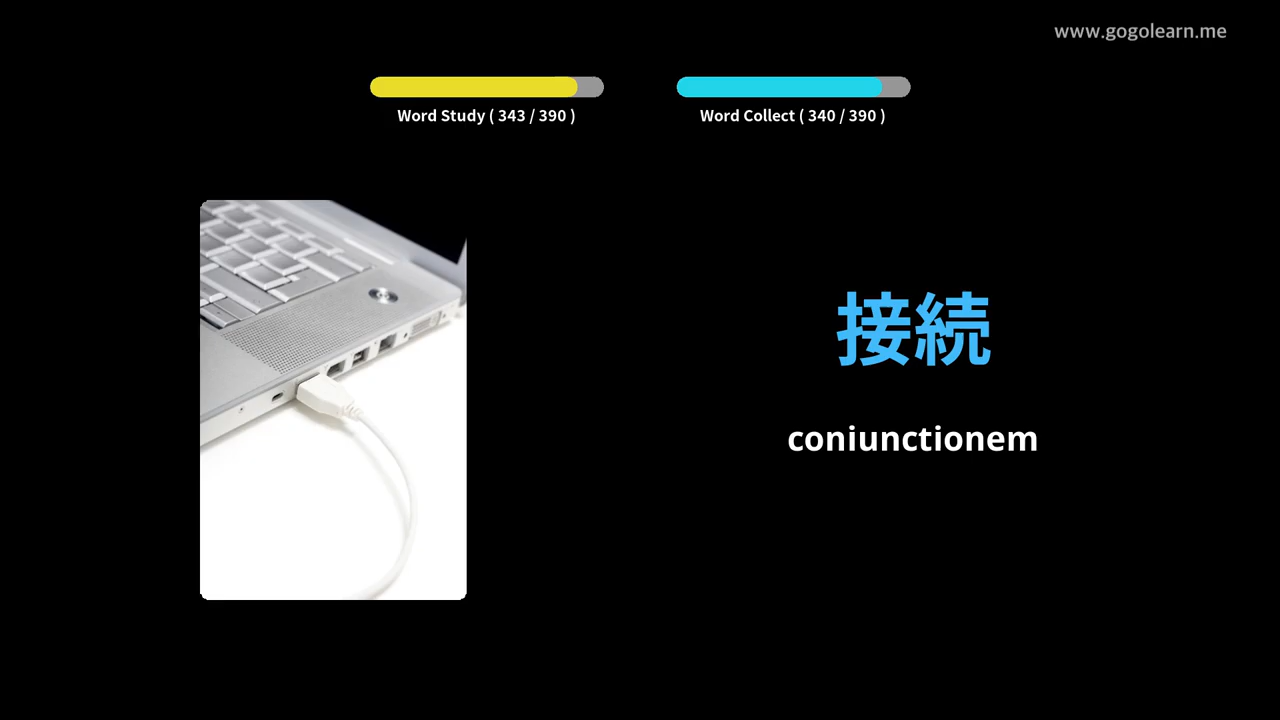 www.gogolearn.me
Word Study ( 343 / 390 )
Word Collect ( 340 / 390 )
接続
coniunctionem